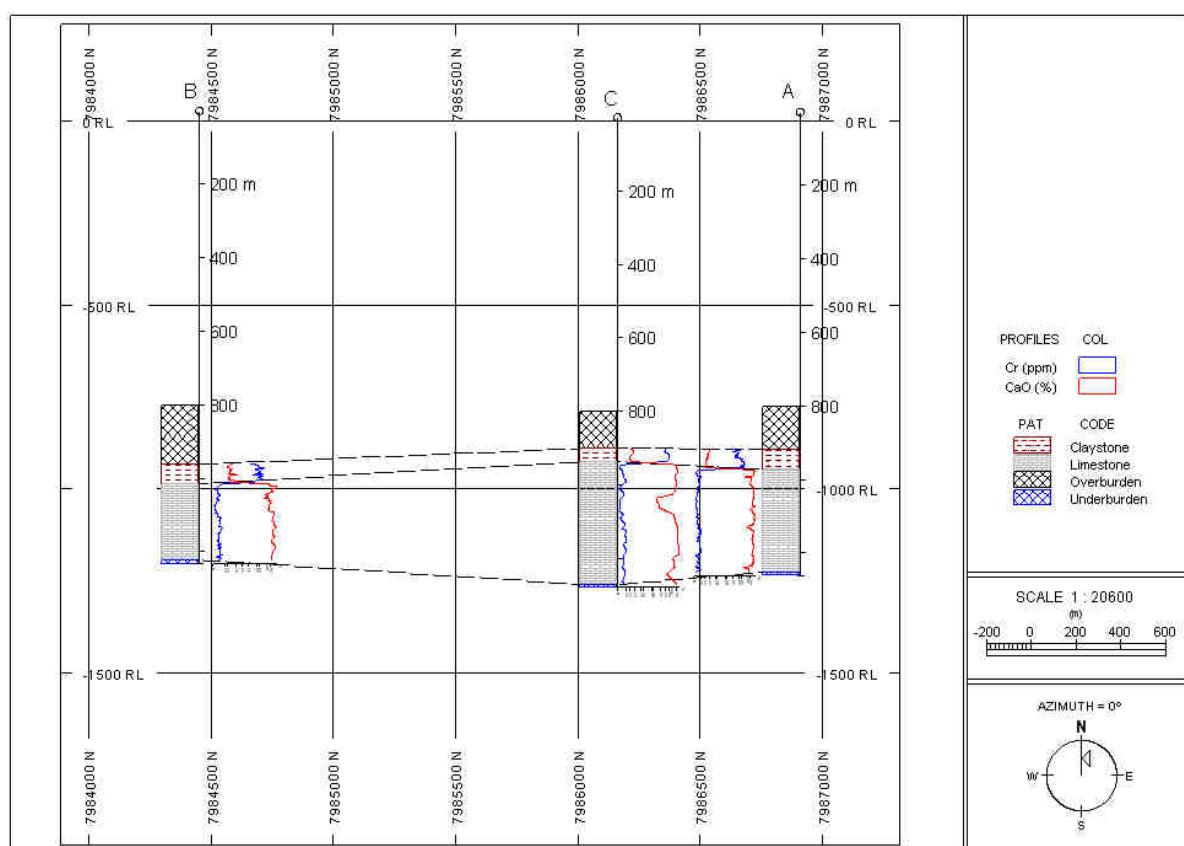 7984000 N
7984500 N
7985000 N
7985500 N
7986000 N
7986500 N
7987000 N
B
C
A
0 RL
0 RL
200 m
200 m
200 m
400
400
400
-500 RL
-500 RL
600
600
600
800
800
800
-1000 RL
-1000 RL
-1500 RL
-1500 RL
7984000 N
7984500 N
7985000 N
7985500 N
7986000 N
7986500 N
7987000 N
PROFILES COL
Cr (ppm)
CaO (%)
PAT CODE
Claystone
Limestone
Overburden
Underburden
SCALE 1 : 20600
(m)
-200 0 200 400 600
AZIMUTH = 0º
N
W E
S